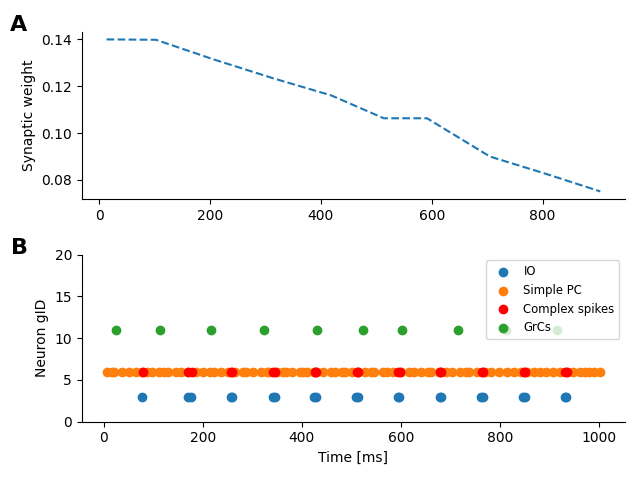 A
0.14
0.12
0.10
0.08
Synaptic weight
0 200 400 600 800
B
20
15
10
5
0
Neuron gID
IO
Simple PC
Complex spikes
GrCs
0 200 400 600 800 1000
Time [ms]